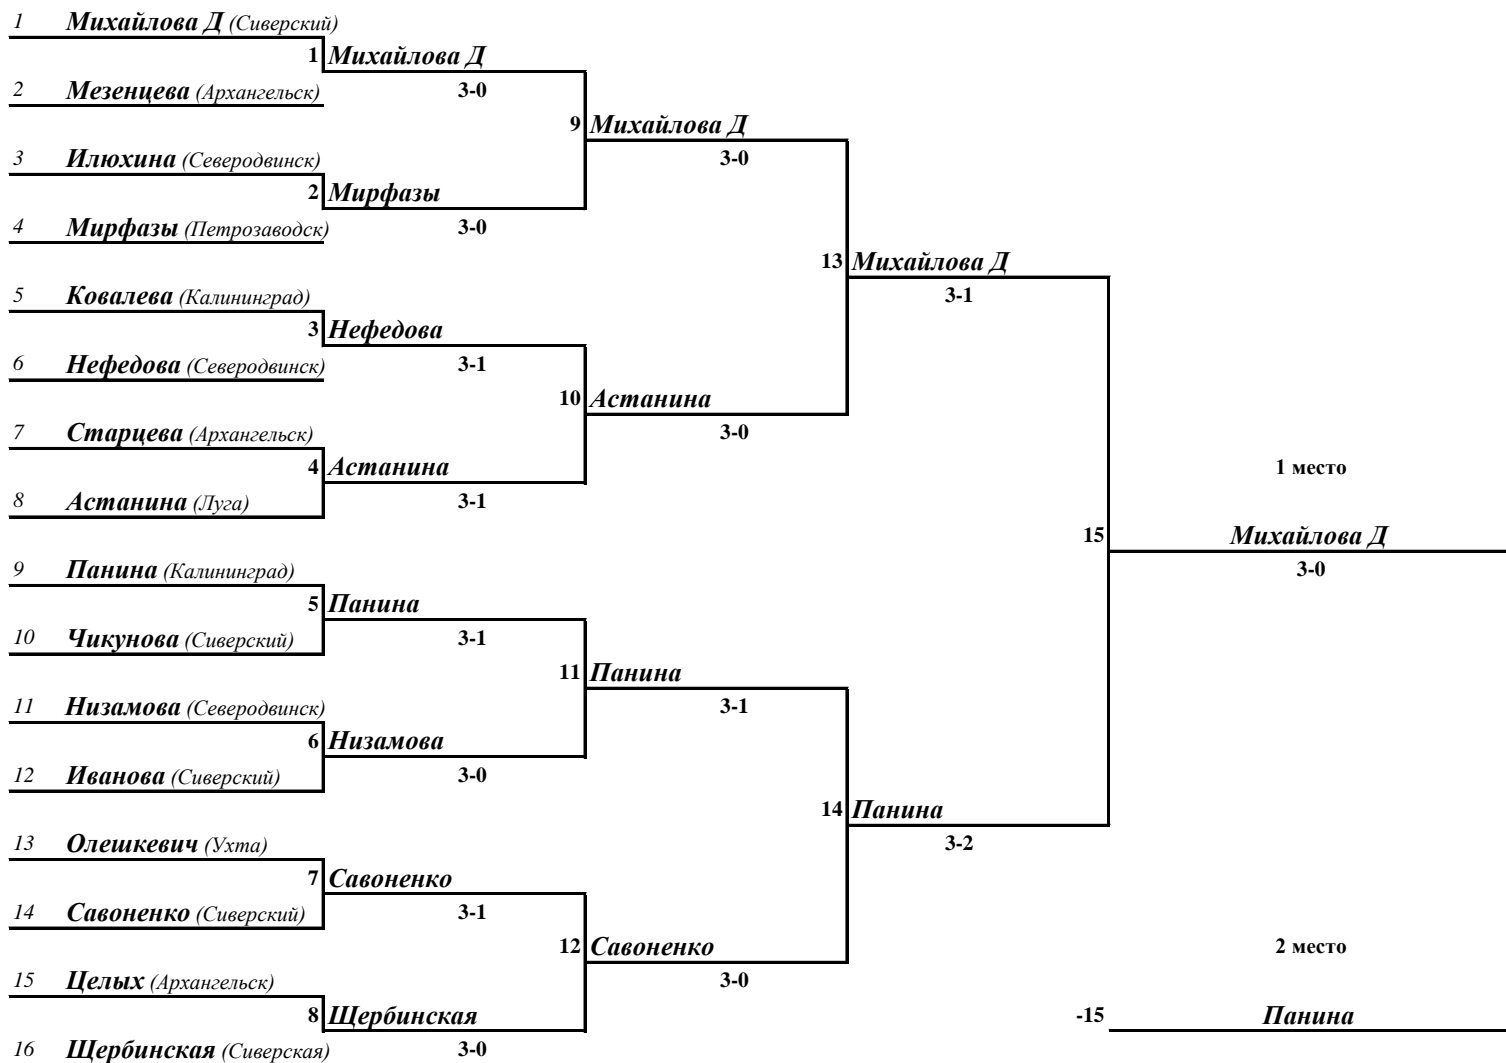 1 Михайлова Д (Сиверский)
1 Михайлова Д
2 Мезенцева (Архангельск) 3-0
9 Михайлова Д
3 Илюхина (Северодвинск) 3-0
2 Мирфазы
4 Мирфазы (Петрозаводск) 3-0
13 Михайлова Д
5 Ковалева (Калининград) 3-1
3 Нефедова
6 Нефедова (Северодвинск) 3-1
10 Астанина
7 Старцева (Архангельск) 3-0
4 Астанина 1 место
8 Астанина (Луга) 3-1
15 Михайлова Д
9 Панина (Калининград) 3-0
5 Панина
10 Чикунова (Сиверский) 3-1
11 Панина
11 Низамова (Северодвинск) 3-1
6 Низамова
12 Иванова (Сиверский) 3-0
14 Панина
13 Олешкевич (Ухта) 3-2
7 Савоненко
14 Савоненко (Сиверский) 3-1
12 Савоненко 2 место
15 Целых (Архангельск) 3-0
8 Щербинская -15 Панина
16 Щербинская (Сиверская) 3-0